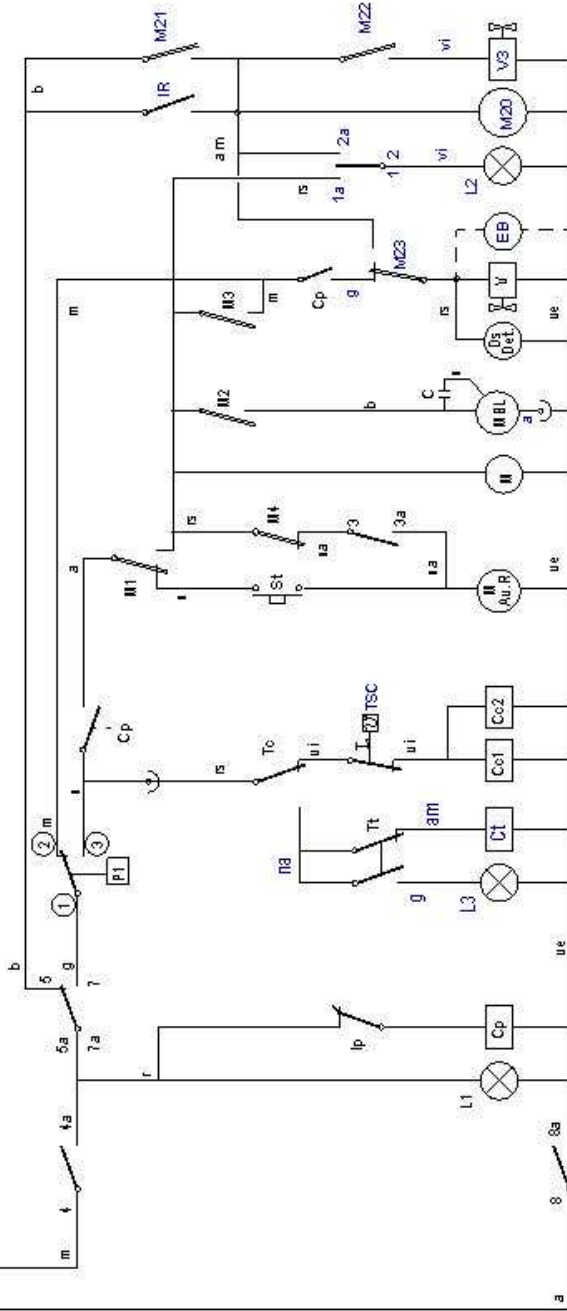 b
b
5
m
2
m
a
m
4
4a
5a
g
1
7a
7
P1
3
Cp
M1
M21
IR
r
rs
rs
M2
M3
m
am
na
Tc
St
M4
rs
Cp
1a
2a
M22
Ip
Tt
ui
TSC
3
3a
b
g
M23
1
2
g
am
ui
C
rs
vi
vi
L1
L3
L2
Cp
Ct
Cc1
Cc2
M Au.R
M
M BL
a
Ds Det.
V
EB
M20
V3
a
8
8a
ue
ue
ue